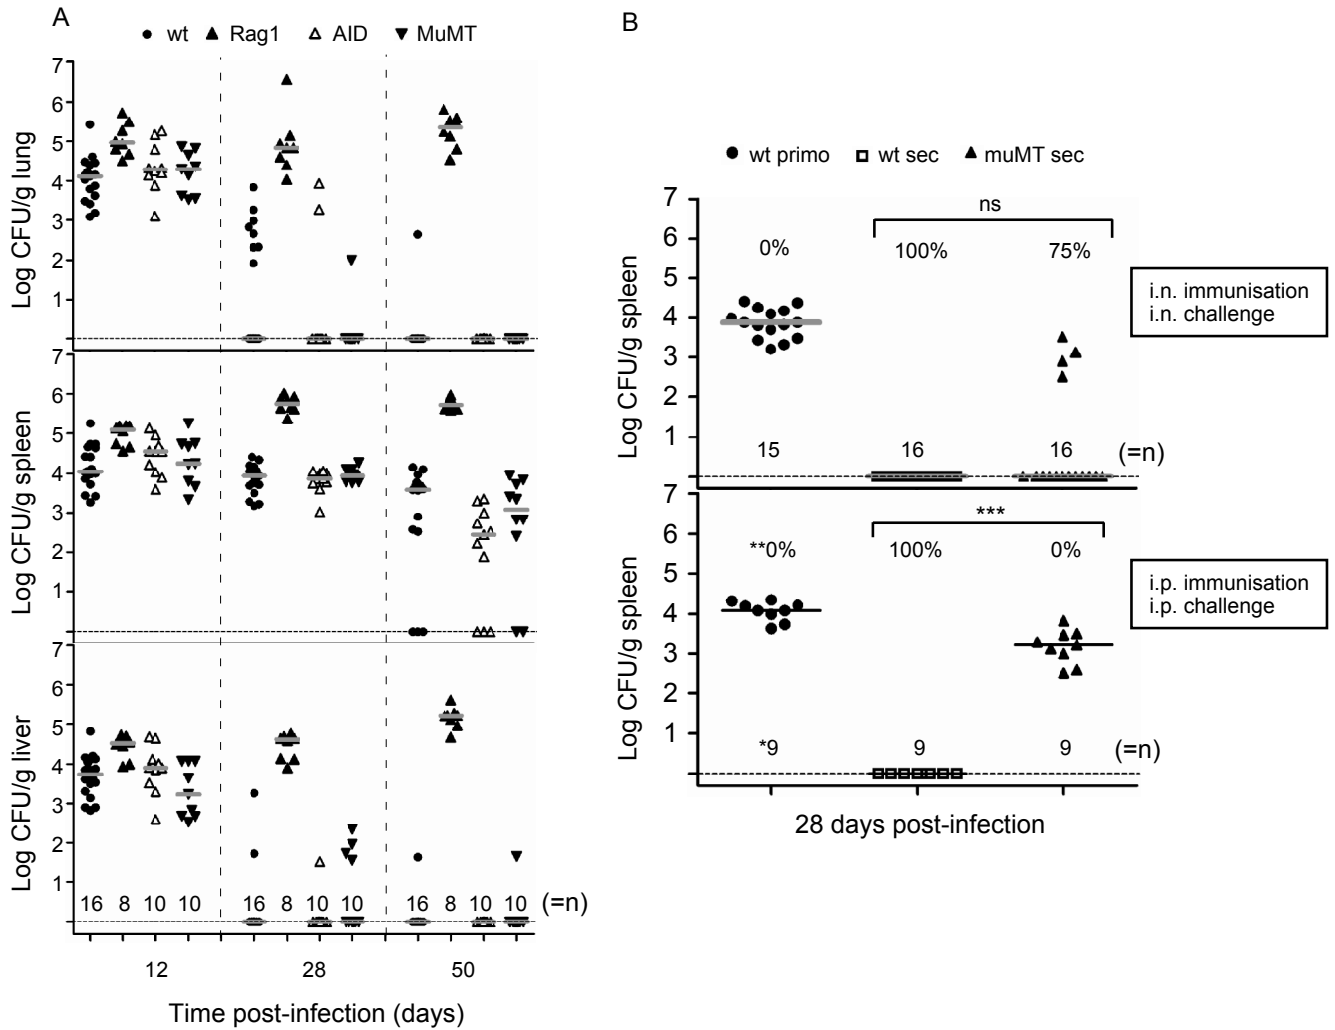 A
wt Rag1 AID MuMT
Log CFU/g lung
7
6
5
4
3
2
1
Log CFU/g spleen
7
6
5
4
3
2
1
Log CFU/g liver
7
6
5
4
3
2
1
16 8 10 10 16 8 10 10 16 8 10 10 (=n)
12 28 50
Time post-infection (days)
B
wt primo wt sec muMT sec
Log CFU/g spleen
7
6
5
4
3
2
1
ns
0% 100% 75%
15 16 16 (=n)
i.n. immunisation
i.n. challenge
Log CFU/g spleen
7
6
5
4
3
2
1
***
**0% 100% 0%
*9 9 9 (=n)
i.p. immunisation
i.p. challenge
28 days post-infection